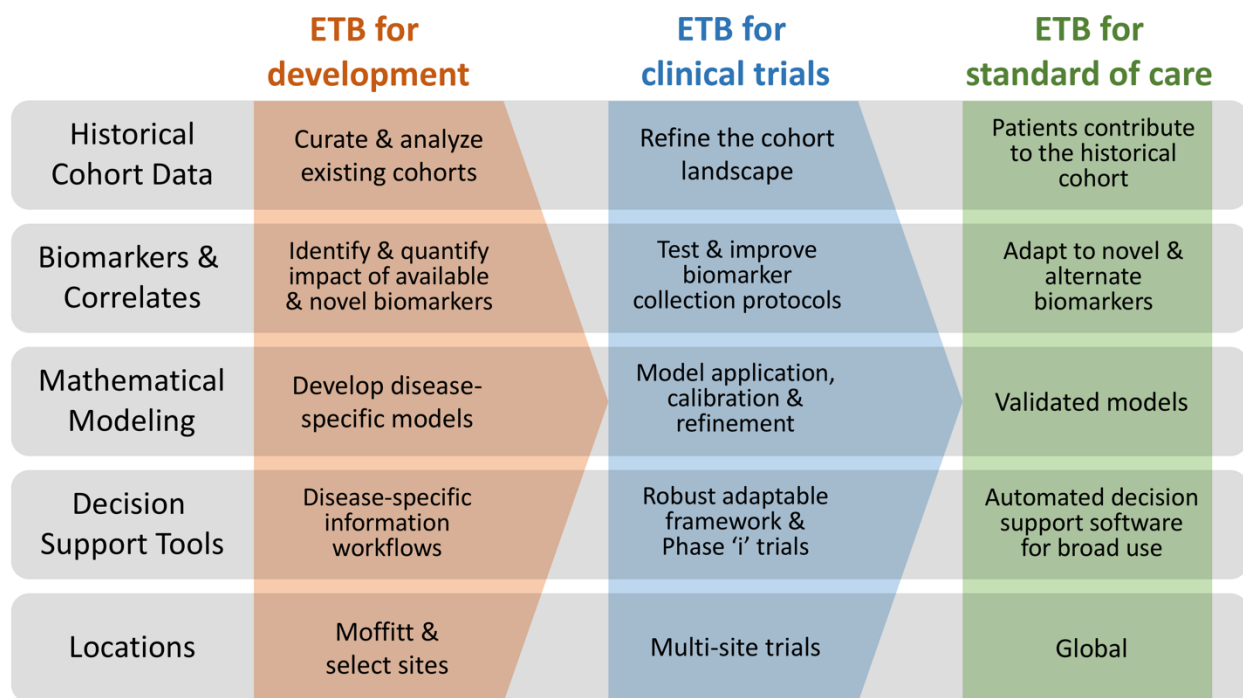 ETB for
development
ETB for
clinical trials
ETB for
standard of care
Historical
Cohort Data
Curate & analyze
existing cohorts
Refine the cohort
landscape
Patients contribute
to the historical
cohort
Biomarkers &
Correlates
Identify & quantify
impact of available
& novel biomarkers
Test & improve
biomarker
collection protocols
Adapt to novel &
alternate
biomarkers
Mathematical
Modeling
Develop disease-
specific models
Model application,
calibration &
refinement
Validated models
Decision
Support Tools
Disease-specific
information
workflows
Robust adaptable
framework &
Phase ‘i’ trials
Automated decision
support software
for broad use
Locations
Moffitt &
select sites
Multi-site trials
Global